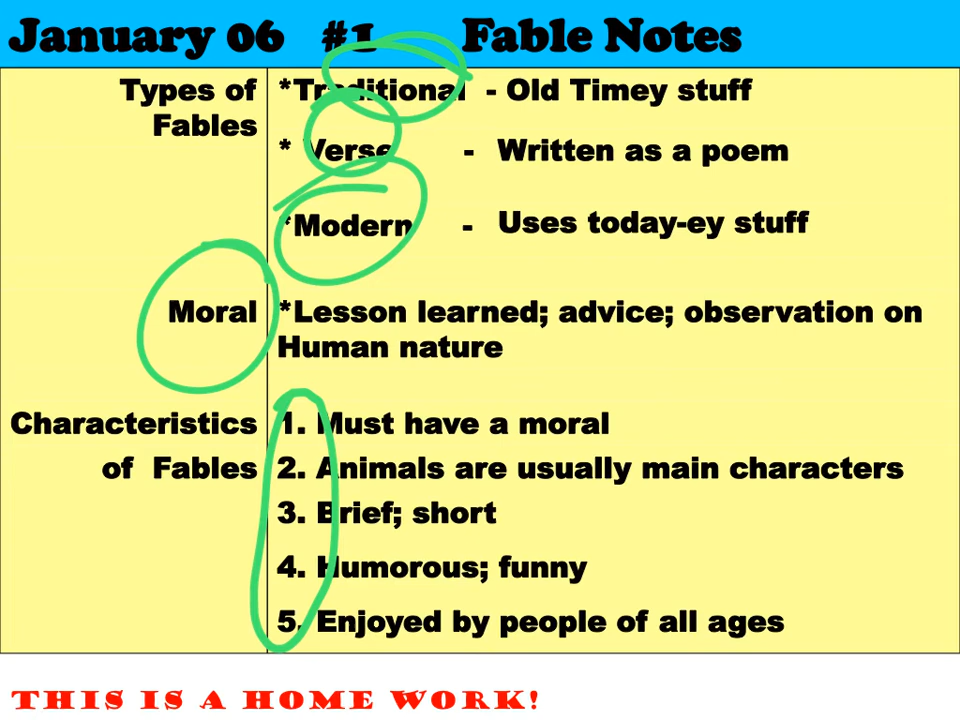 January 06 #1 Fable Notes
Types of *Traditional - Old Timey stuff
Fables
* Verse - Written as a poem
*Modern - Uses today-ey stuff
Moral *Lesson learned; advice; observation on
Human nature
Characteristics 1. Must have a moral
of Fables 2. Animals are usually main characters
3. Brief; short
4. Humorous; funny
5. Enjoyed by people of all ages
THIS IS A HOME WORK!